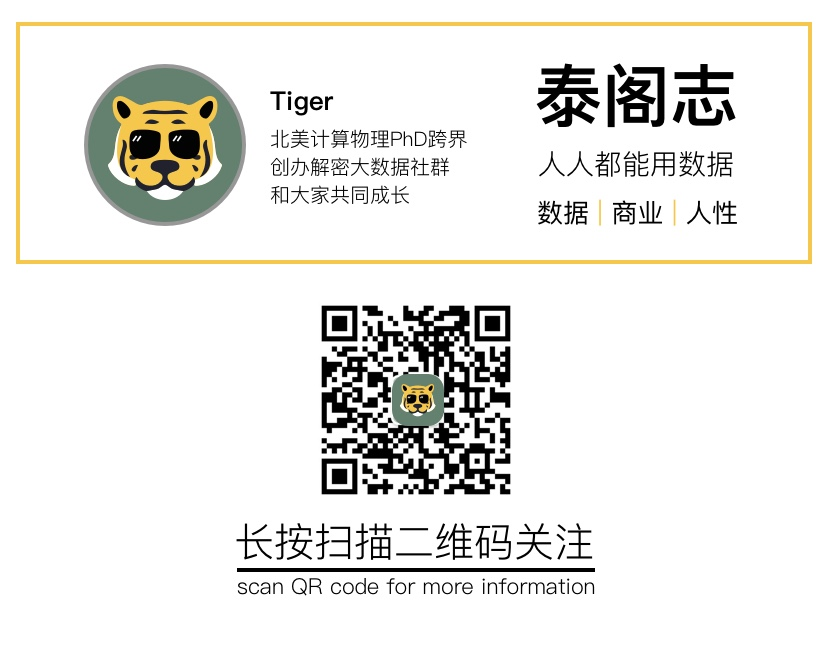 Tiger
北美计算物理PhD跨界
创办解密大数据社群
和大家共同成长
泰阁志
人人都能用数据
数据 | 商业 | 人性
长按扫描二维码关注
scan QR code for more information